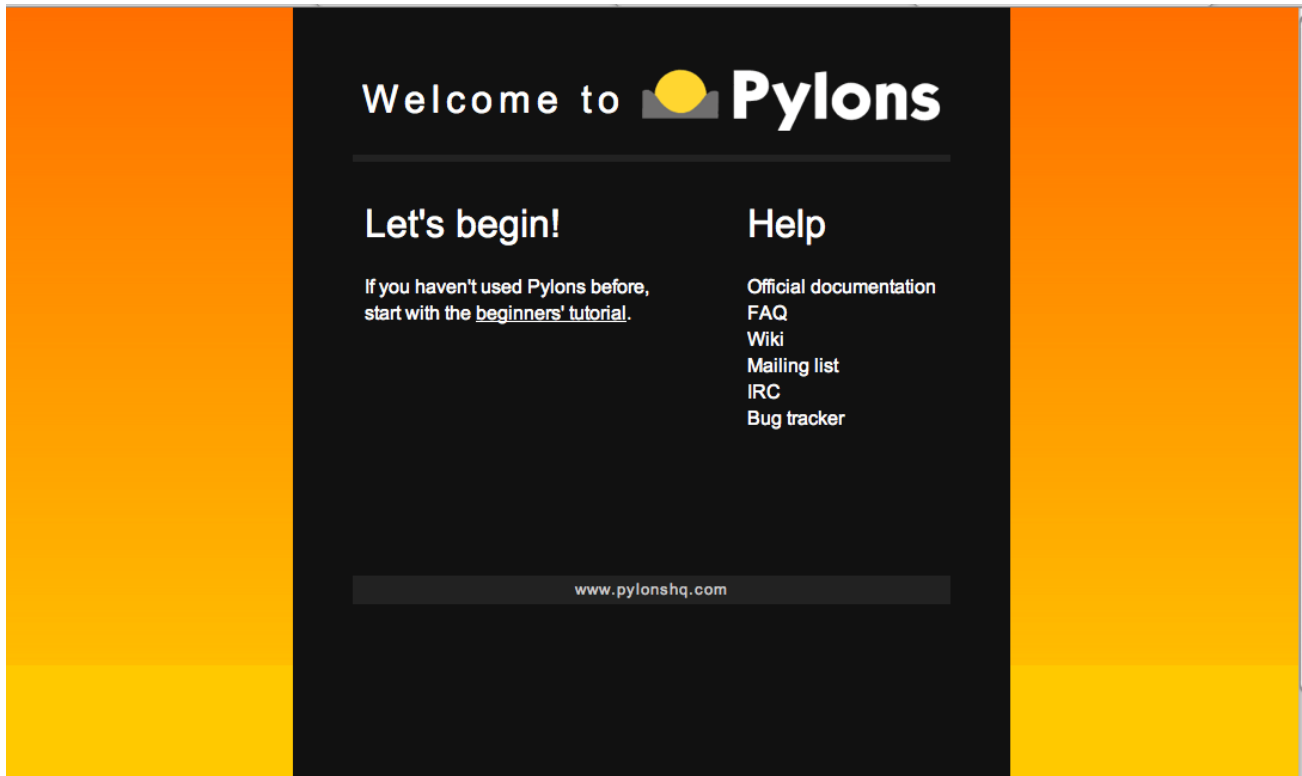 Welcome to Pylons
Let's begin!
If you haven't used Pylons before,
start with the beginners' tutorial.
Help
Official documentation
FAQ
Wiki
Mailing list
IRC
Bug tracker
www.pylonshq.com